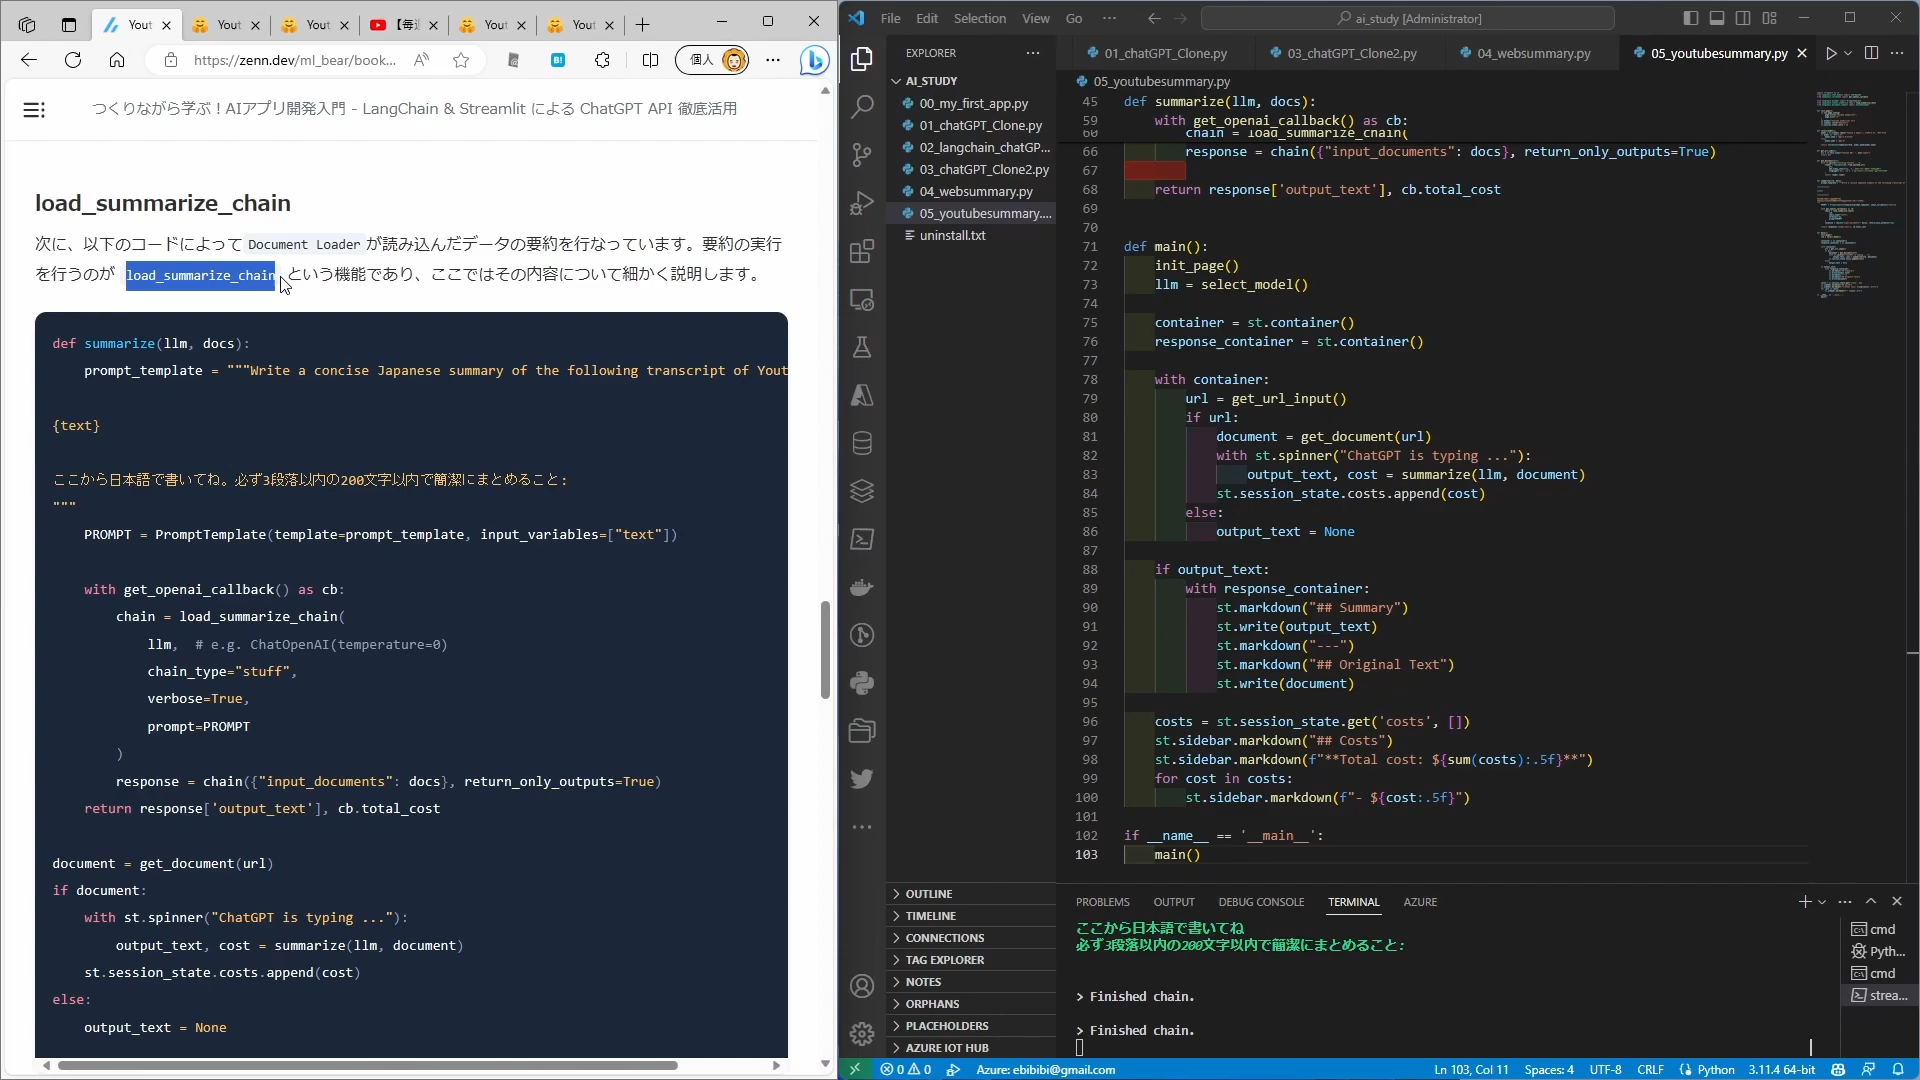 Yout
Yout
Yout
【毎週
Yout
Yout
https://zenn.dev/ml_bear/book...
個人
つくりながら学ぶ！AIアプリ開発入門 - LangChain & Streamlit による ChatGPT API 徹底活用
load_summarize_chain
次に、以下のコードによって Document Loader が読み込んだデータの要約を行なっています。要約の実行
を行うのが load_summarize_chain という機能であり、ここではその内容について細かく説明します。
def summarize(llm, docs):
prompt_template = """Write a concise Japanese summary of the following transcript of Yout
{text}
ここから日本語で書いてね。必ず3段落以内の200文字以内で簡潔にまとめること:
"""
PROMPT = PromptTemplate(template=prompt_template, input_variables=["text"])
with get_openai_callback() as cb:
chain = load_summarize_chain(
llm,  # e.g. ChatOpenAI(temperature=0)
chain_type="stuff",
verbose=True,
prompt=PROMPT
)
response = chain({"input_documents": docs}, return_only_outputs=True)
return response['output_text'], cb.total_cost
document = get_document(url)
if document:
with st.spinner("ChatGPT is typing ..."):
output_text, cost = summarize(llm, document)
st.session_state.costs.append(cost)
else:
output_text = None
File Edit Selection View Go ...
ai_study [Administrator]
EXPLORER
AI_STUDY
00_my_first_app.py
01_chatGPT_Clone.py
02_langchain_chatGP...
03_chatGPT_Clone2.py
04_websummary.py
05_youtubesummary....
uninstall.txt
OUTLINE
TIMELINE
CONNECTIONS
TAG EXPLORER
NOTES
ORPHANS
PLACEHOLDERS
AZURE IOT HUB
01_chatGPT_Clone.py
03_chatGPT_Clone2.py
04_websummary.py
05_youtubesummary.py
05_youtubesummary.py
45 def summarize(llm, docs):
59 with get_openai_callback() as cb:
60 chain = load_summarize_chain(
66 response = chain({"input_documents": docs}, return_only_outputs=True)
67
68 return response['output_text'], cb.total_cost
69
70
71 def main():
72 init_page()
73 llm = select_model()
74
75 container = st.container()
76 response_container = st.container()
77
78 with container:
79 url = get_url_input()
80 if url:
81 document = get_document(url)
82 with st.spinner("ChatGPT is typing ..."):
83 output_text, cost = summarize(llm, document)
84 st.session_state.costs.append(cost)
85 else:
86 output_text = None
87
88 if output_text:
89 with response_container:
90 st.markdown("## Summary")
91 st.write(output_text)
92 st.markdown("---")
93 st.markdown("## Original Text")
94 st.write(document)
95
96 costs = st.session_state.get('costs', [])
97 st.sidebar.markdown("## Costs")
98 st.sidebar.markdown(f"**Total cost: ${sum(costs):.5f}**")
99 for cost in costs:
100 st.sidebar.markdown(f"- ${cost:.5f}")
101
102 if __name__ == '__main__':
103 main()
PROBLEMS OUTPUT DEBUG CONSOLE TERMINAL AZURE
ここから日本語で書いてね
必ず3段落以内の200文字以内で簡潔にまとめること:
> Finished chain.
> Finished chain.
cmd
Pyth...
cmd
strea...
0 0 Azure: ebibibi@gmail.com
Ln 103, Col 11 Spaces: 4 UTF-8 CRLF Python 3.11.4 64-bit